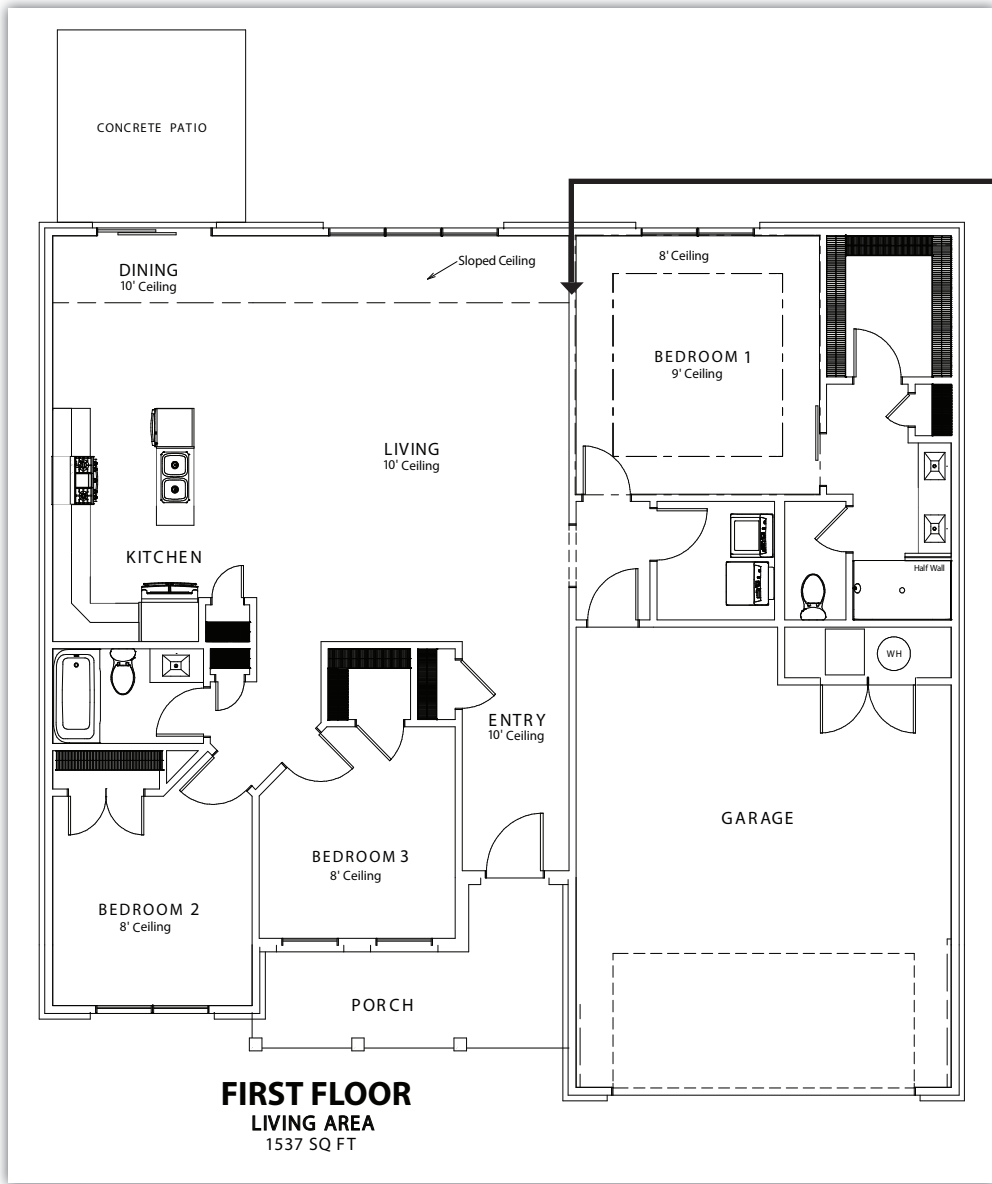 CONCRETE PATIO
DINING
10' Ceiling
Sloped Ceiling
8' Ceiling
BEDROOM 1
9' Ceiling
LIVING
10' Ceiling
KITCHEN
Half Wall
WH
ENTRY
10' Ceiling
GARAGE
BEDROOM 3
8' Ceiling
BEDROOM 2
8' Ceiling
PORCH
FIRST FLOOR
LIVING AREA
1537 SQ FT